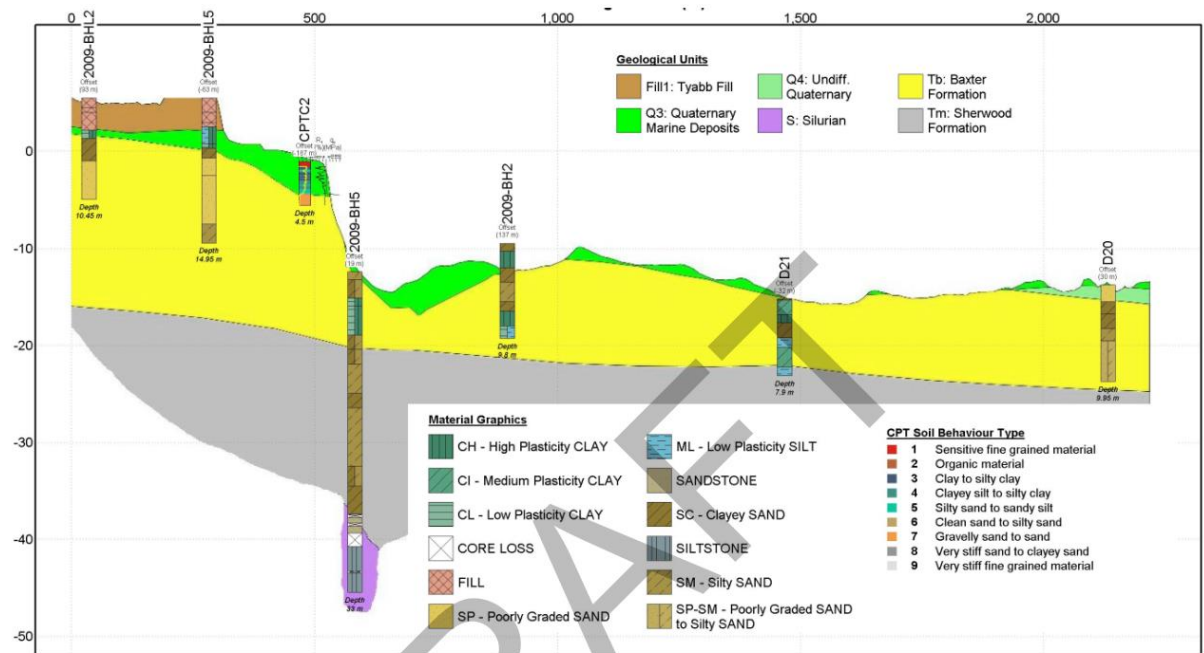 0 500 1,000 1,500 2,000
2009-BHL2
Offset
(93 m)
2009-BHL5
Offset
(-63 m)
CPTC2
Offset
2009-BH5
Offset
(19 m)
2009-BH2
Offset
(137 m)
D21
Offset
D20
Offset
(30 m)
0
-10
-20
-30
-40
-50
Depth
10.45 m
Depth
14.95 m
Depth
4.5 m
Depth
33 m
Depth
9.8 m
Depth
7.9 m
Depth
9.95 m
Geological Units
Fill1: Tyabb Fill
Q3: Quaternary
Marine Deposits
Q4: Undiff.
Quaternary
S: Silurian
Tb: Baxter
Formation
Tm: Sherwood
Formation
Material Graphics
CH - High Plasticity CLAY
CI - Medium Plasticity CLAY
CL - Low Plasticity CLAY
CORE LOSS
FILL
SP - Poorly Graded SAND
ML - Low Plasticity SILT
SANDSTONE
SC - Clayey SAND
SILTSTONE
SM - Silty SAND
SP-SM - Poorly Graded SAND
to Silty SAND
CPT Soil Behaviour Type
1 Sensitive fine grained material
2 Organic material
3 Clay to silty clay
4 Clayey silt to silty clay
5 Silty sand to sandy silt
6 Clean sand to silty sand
7 Gravelly sand to sand
8 Very stiff sand to clayey sand
9 Very stiff fine grained material